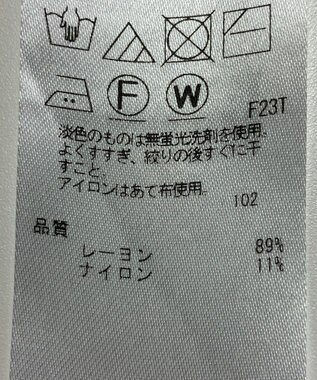 F W
F23T
淡色のものは無蛍光洗剤を使用。
よくすすぎ、絞りの後すぐに干
すこと。
アイロンはあて布使用。
102
品質
レーヨン 89%
ナイロン 11%